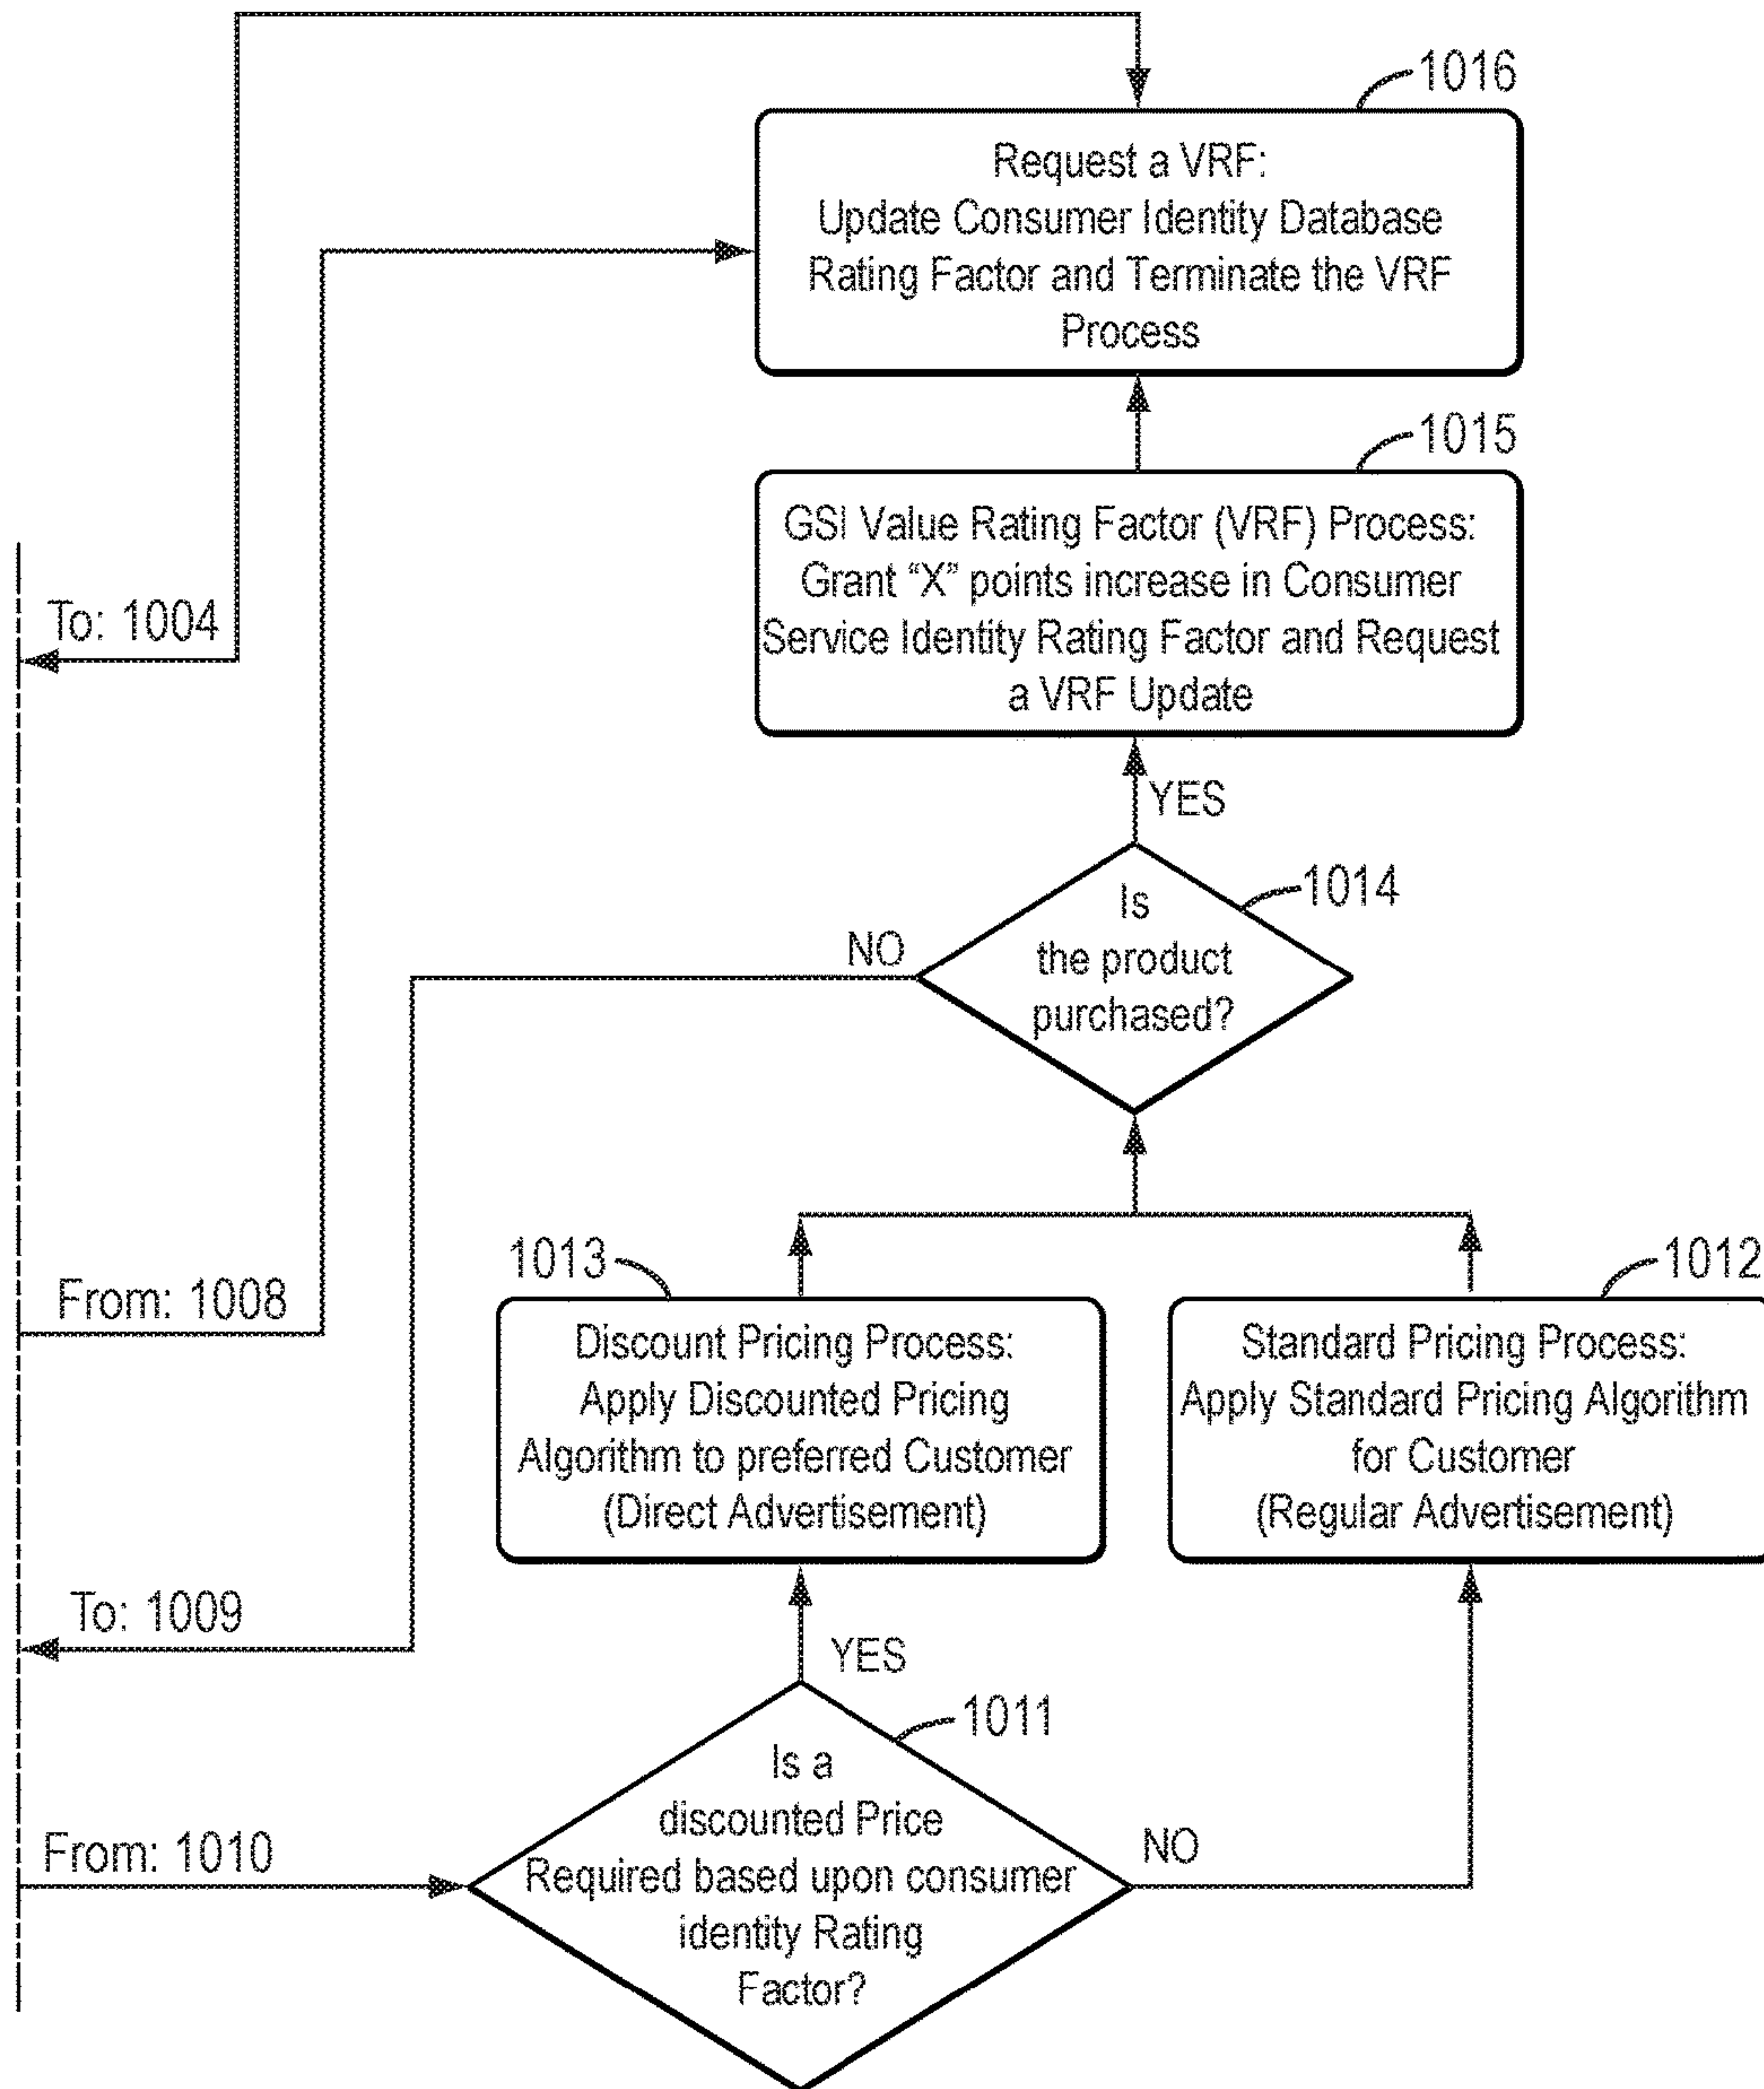 1016
Request a VRF:
Update Consumer Identity Database
Rating Factor and Terminate the VRF
Process
1015
GSI Value Rating Factor (VRF) Process:
Grant “X” points increase in Consumer
Service Identity Rating Factor and Request
a VRF Update
To: 1004
YES
1014
Is
the product
purchased?
NO
1013
1012
From: 1008
Discount Pricing Process:
Apply Discounted Pricing
Algorithm to preferred Customer
(Direct Advertisement)
Standard Pricing Process:
Apply Standard Pricing Algorithm
for Customer
(Regular Advertisement)
To: 1009
YES
1011
Is a
discounted Price
Required based upon consumer
identity Rating
Factor?
From: 1010
NO